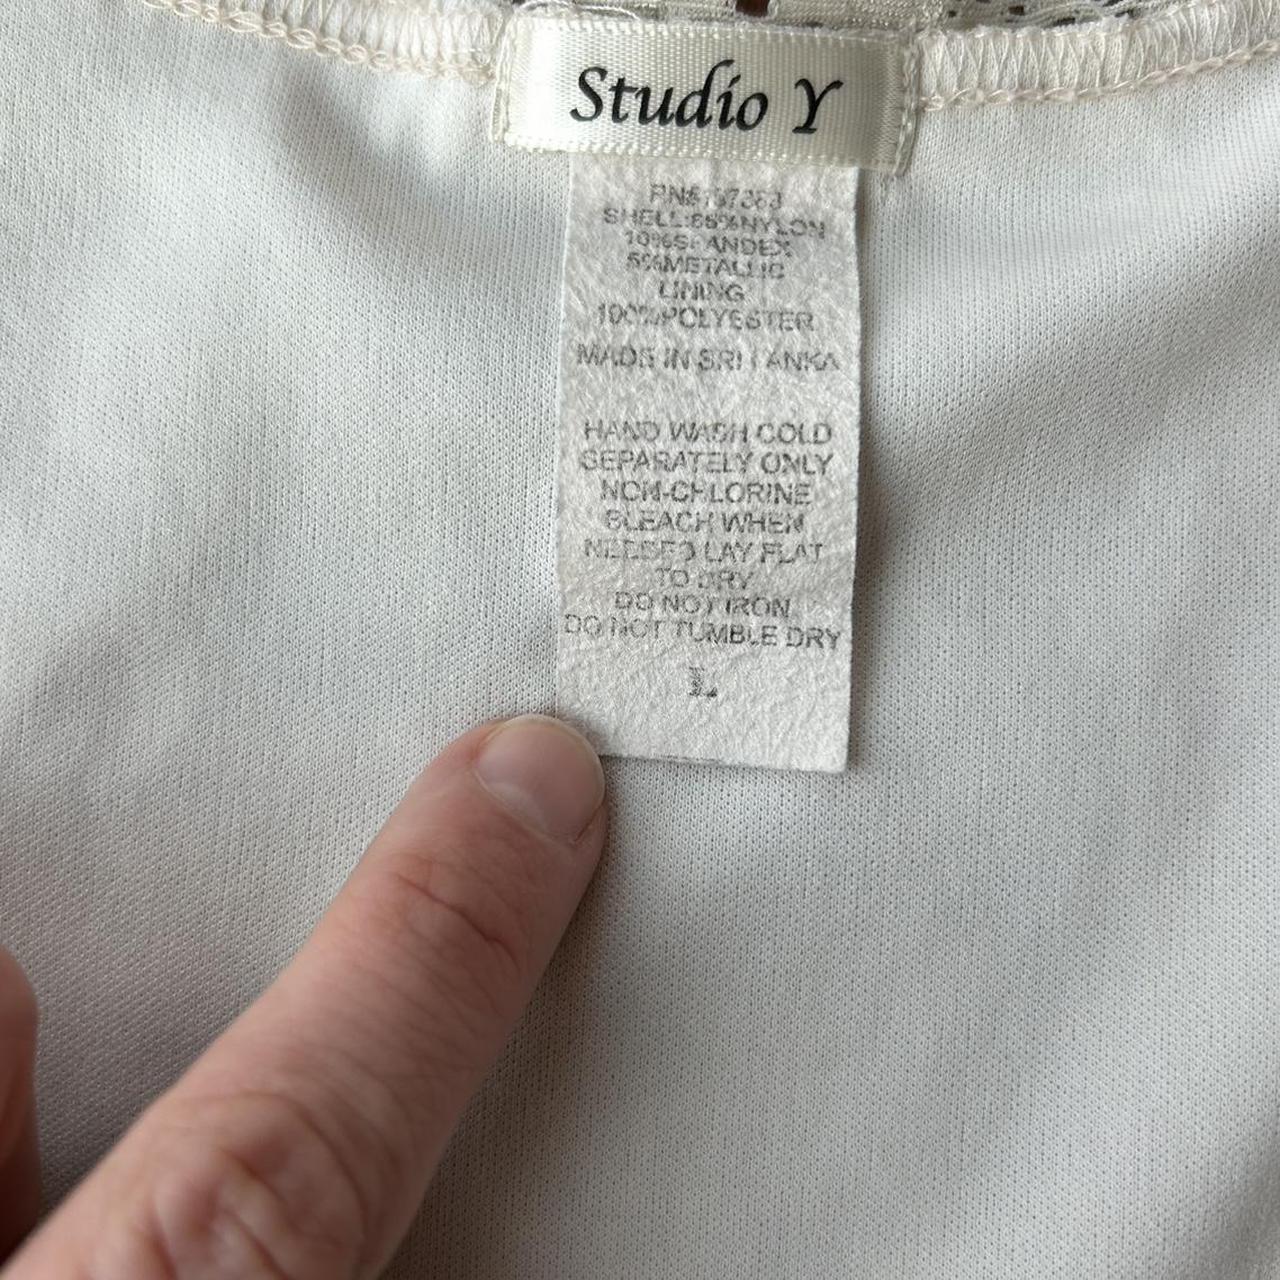 Studio Y
SHELL:85%NYLON
10%SPANDEX
5%METALLIC
LINING
100%POLYESTER
MADE IN SRI LANKA
HAND WASH COLD
SEPARATELY ONLY
NON-CHLORINE
BLEACH WHEN
NEEDED LAY FLAT
TO DRY
DO NOT IRON
DO NOT TUMBLE DRY
L